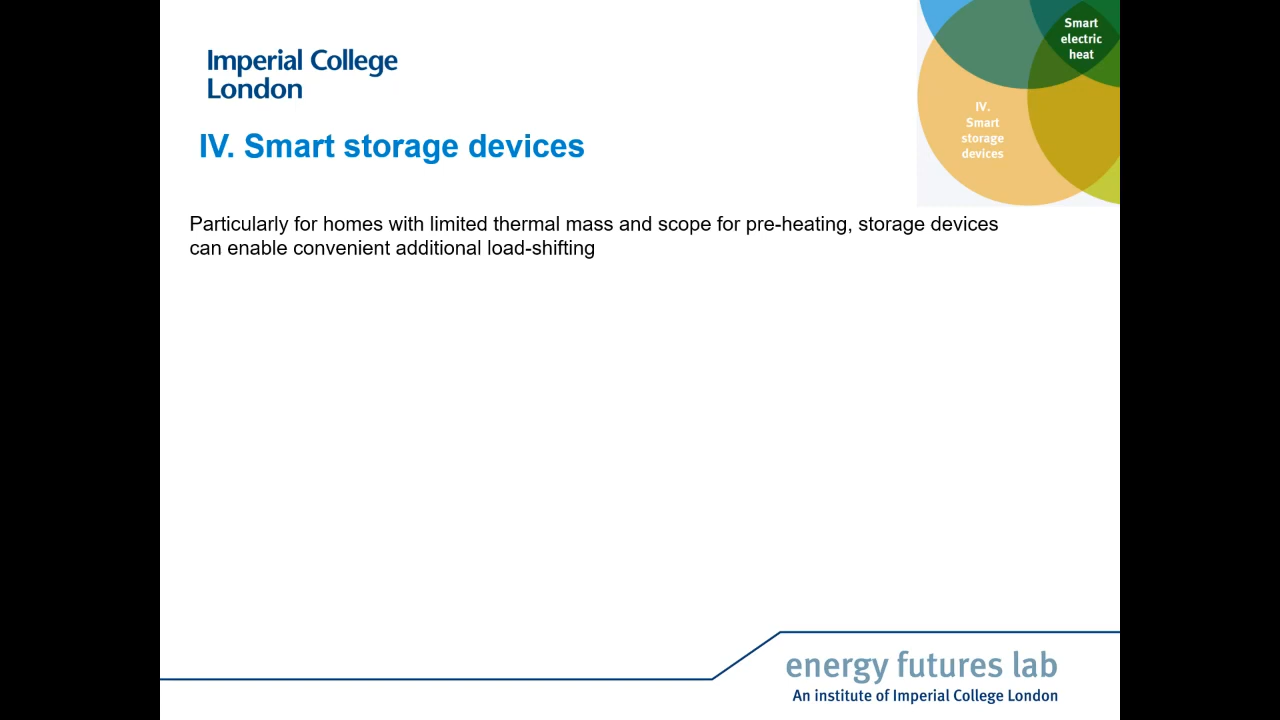 Imperial College
London
IV. Smart storage devices
Smart
electric
heat
IV.
Smart
storage
devices
Particularly for homes with limited thermal mass and scope for pre-heating, storage devices
can enable convenient additional load-shifting
energy futures lab
An institute of Imperial College London